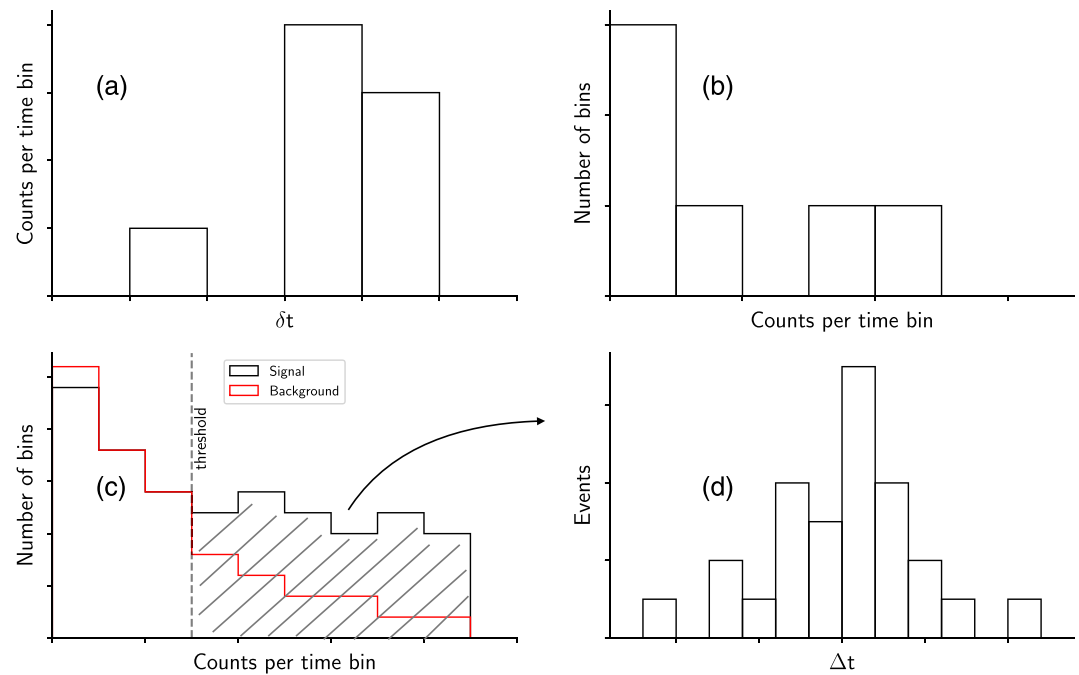 (a)
Counts per time bin
δt
(b)
Number of bins
Counts per time bin
Signal
Background
threshold
(c)
Number of bins
Counts per time bin
(d)
Events
Δt